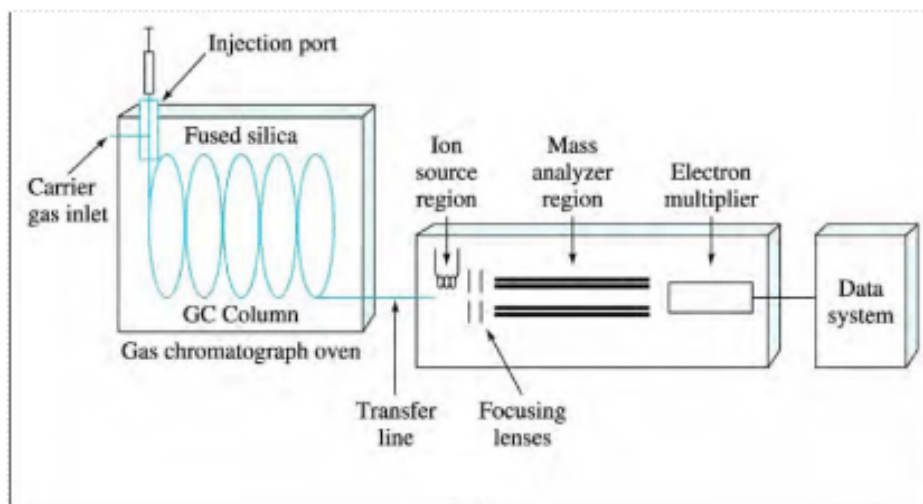 Injection port
Fused silica
Carrier
gas inlet
GC Column
Gas chromatograph oven
Ion
source
region
Mass
analyzer
region
Electron
multiplier
Data
system
Transfer
line
Focusing
lenses